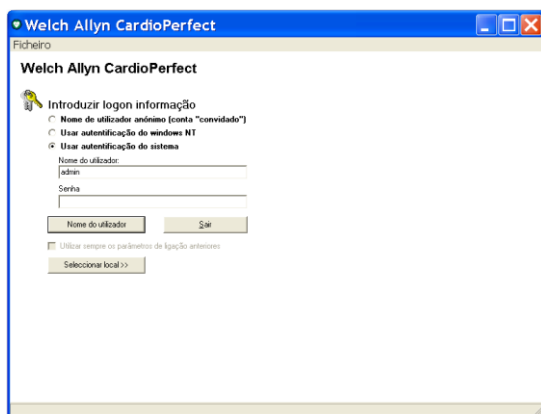 Welch Allyn CardioPerfect
Ficheiro
Welch Allyn CardioPerfect
Introduzir logon informação
Nome de utilizador anónimo (conta "convidado")
Usar autentificação do windows NT
Usar autentificação do sistema
Nome do utilizador:
admin
Senha
Nome do utilizador Sair
Utilizar sempre os parâmetros de ligação anteriores
Seleccionar local >>